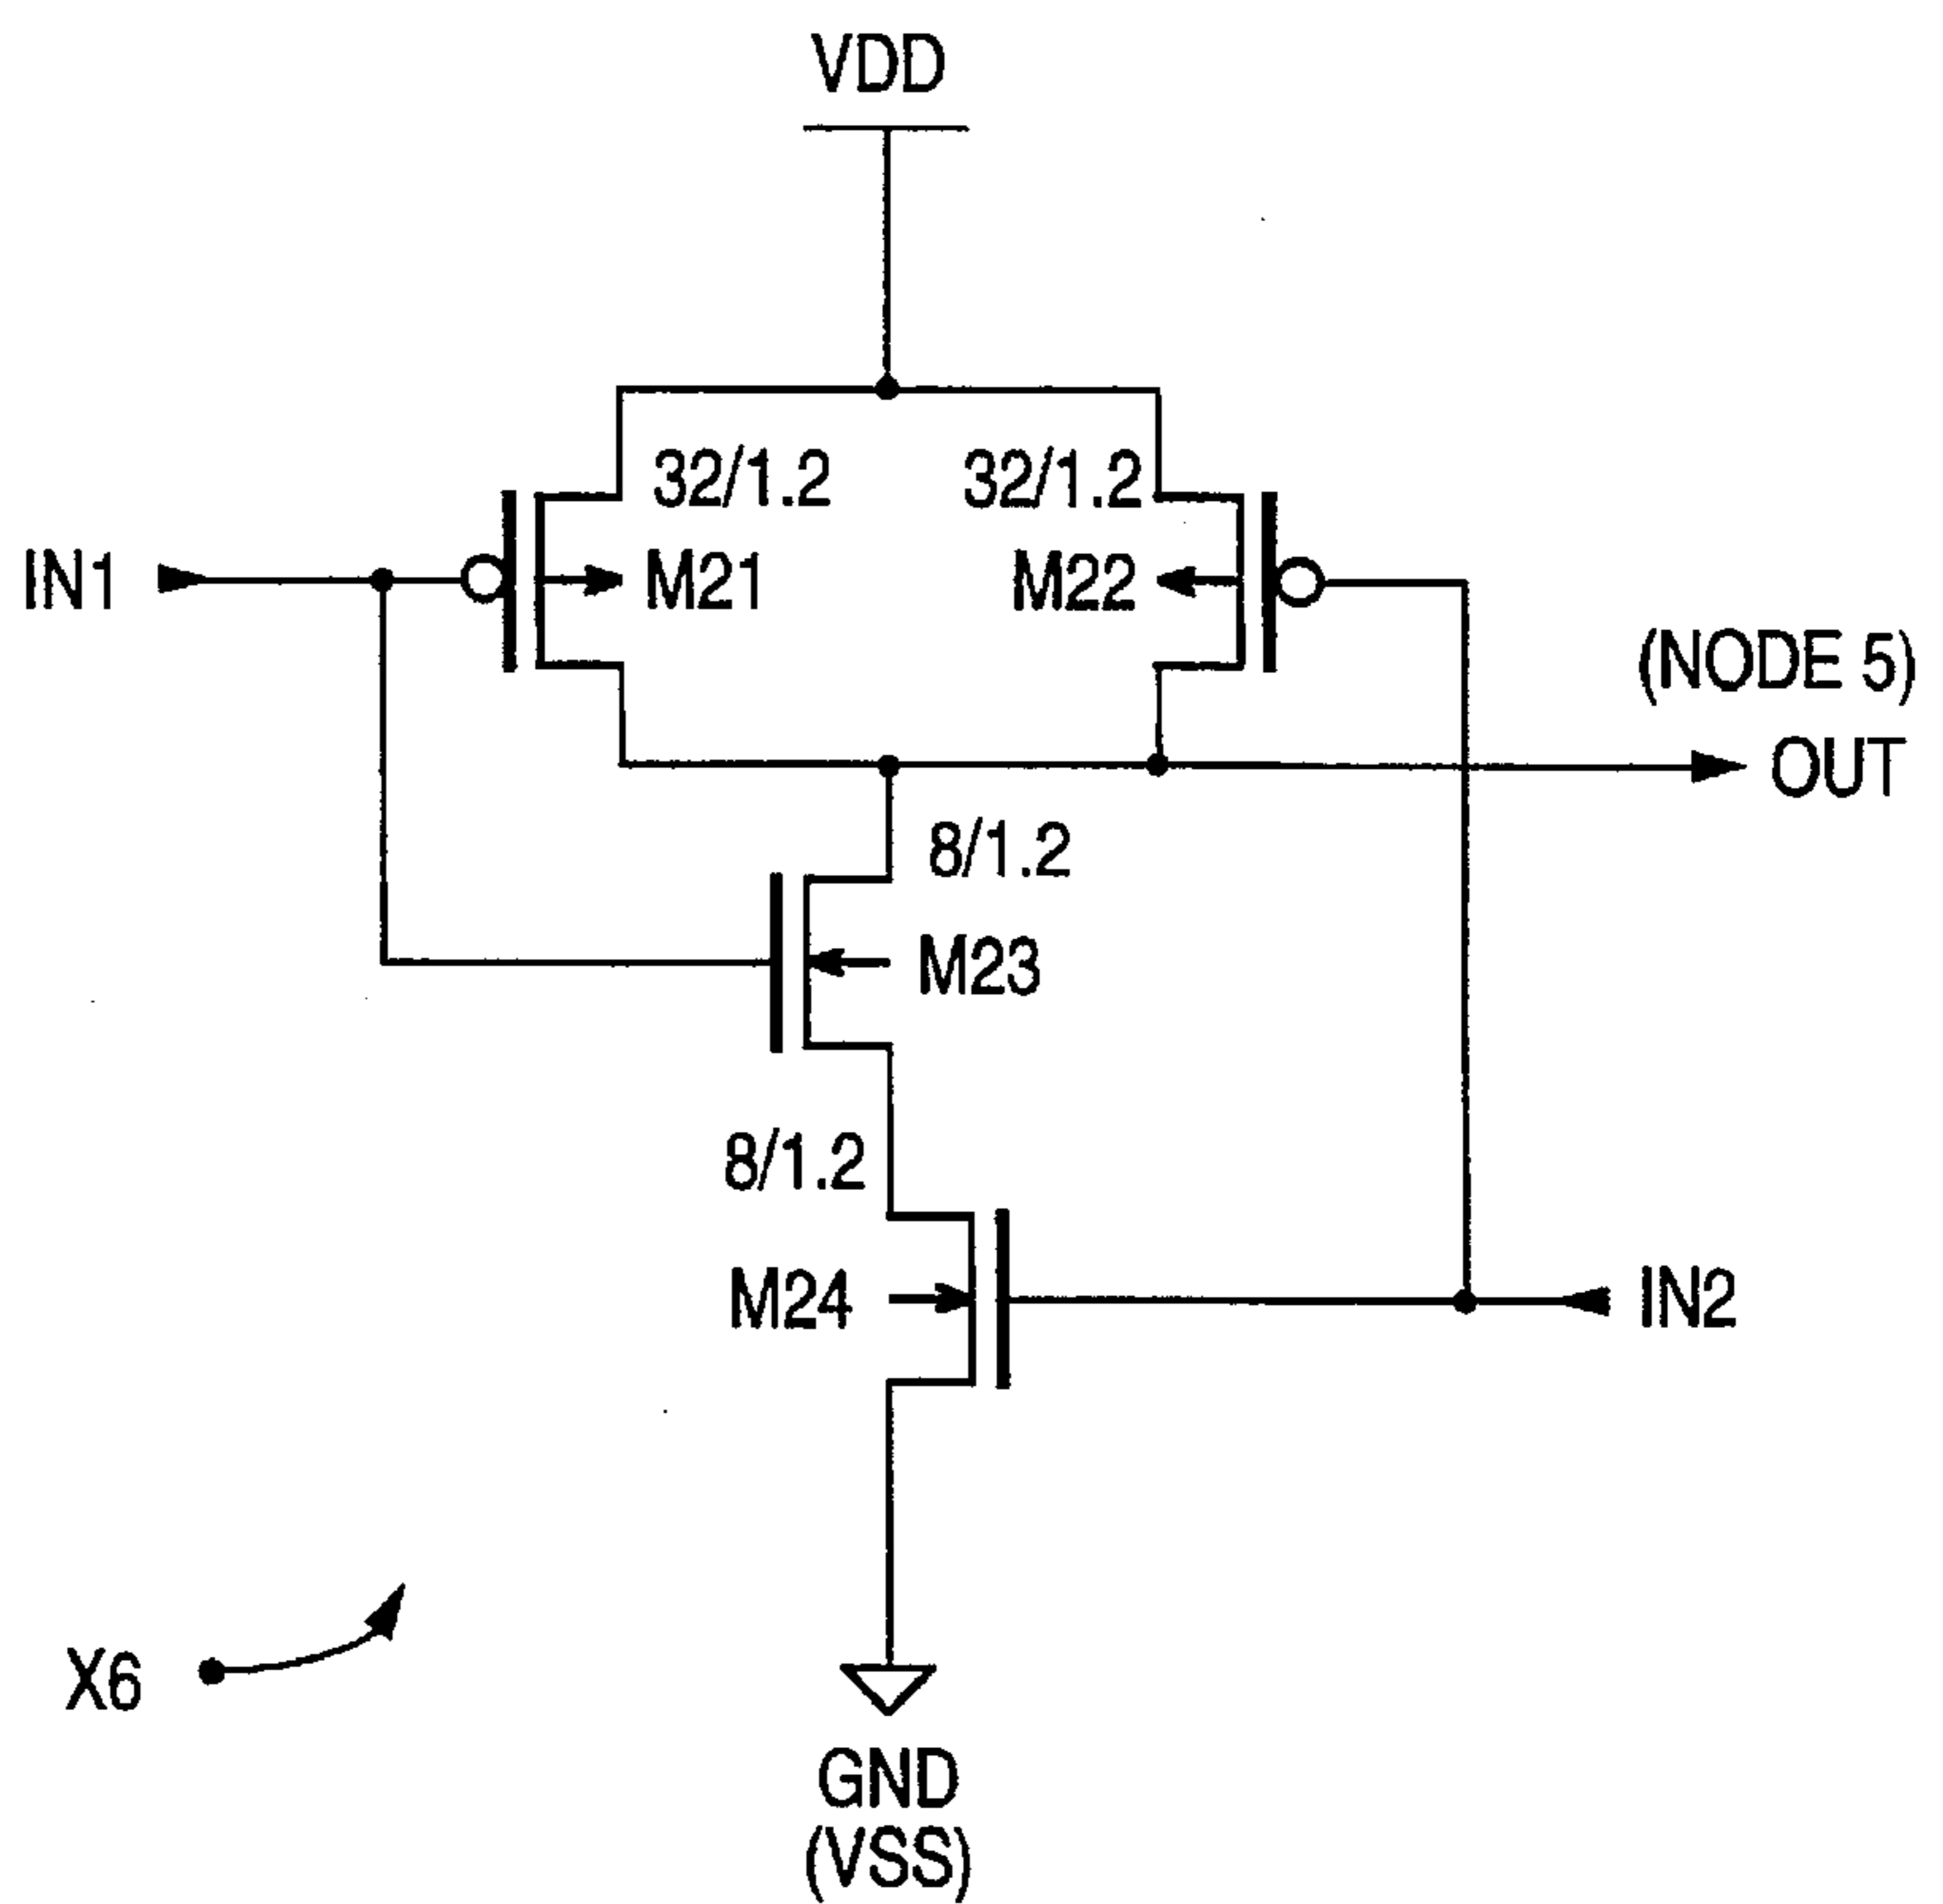 VDD
32/1.2 32/1.2
IN1 M21 M22
(NODE 5)
OUT
8/1.2
M23
8/1.2
M24 IN2
X6
GND
(VSS)